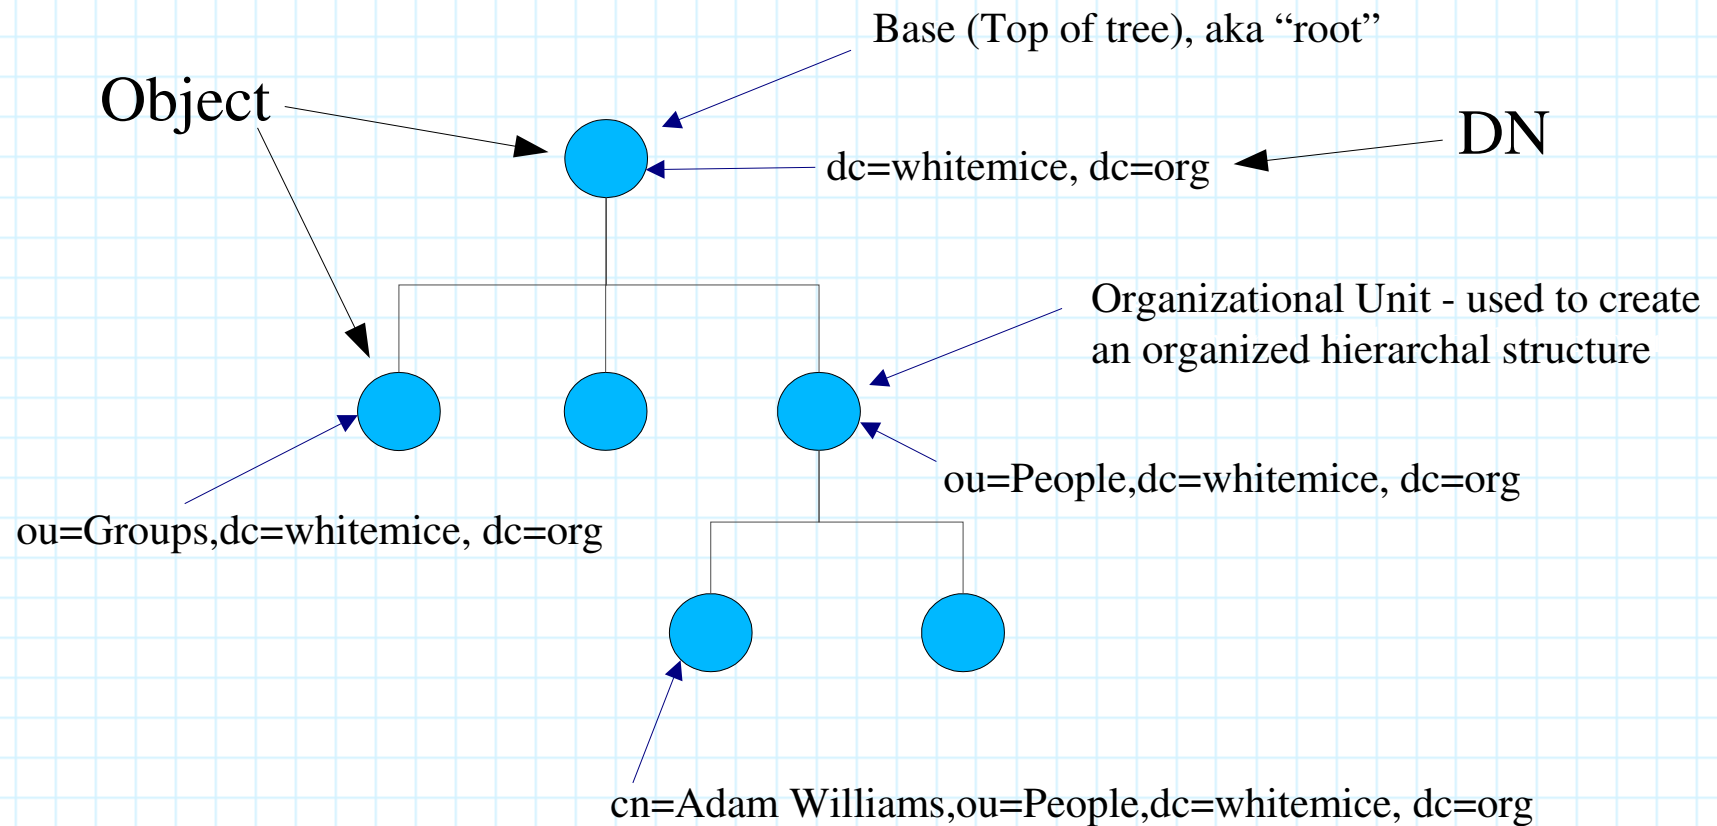 Base (Top of tree), aka “root”
Object
DN
dc=whitemice, dc=org
Organizational Unit - used to create
an organized hierarchal structure
ou=People,dc=whitemice, dc=org
ou=Groups,dc=whitemice, dc=org
cn=Adam Williams,ou=People,dc=whitemice, dc=org